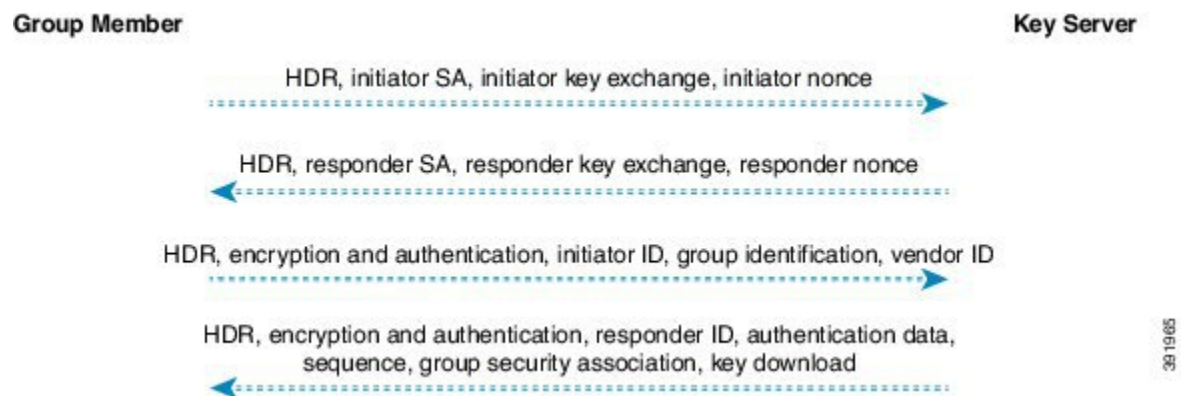 Group Member
Key Server
HDR, initiator SA, initiator key exchange, initiator nonce
HDR, responder SA, responder key exchange, responder nonce
HDR, encryption and authentication, initiator ID, group identification, vendor ID
HDR, encryption and authentication, responder ID, authentication data,
sequence, group security association, key download
391965